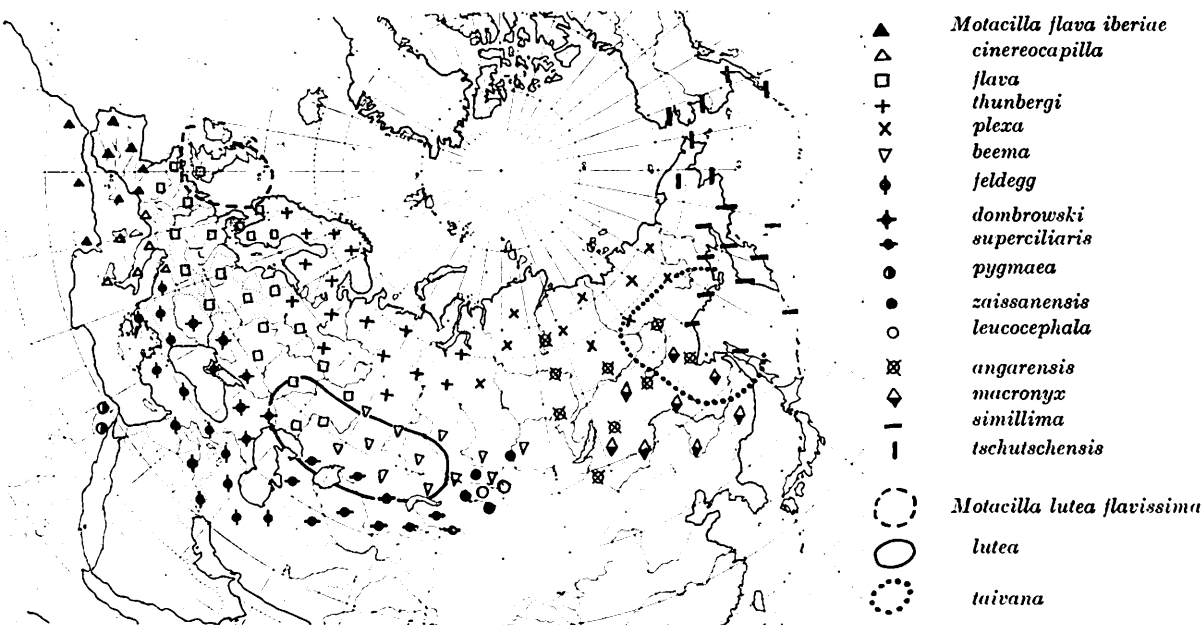 Motacilla flava iberiae
cinereocapilla
flava
thunbergi
plexa
beema
feldegg
dombrowski
superciliaris
pygmaea
zaissanensis
leucocephala
angarensis
macronyx
simillima
tschutschensis
Motacilla lutea flavissima
lutea
taivana